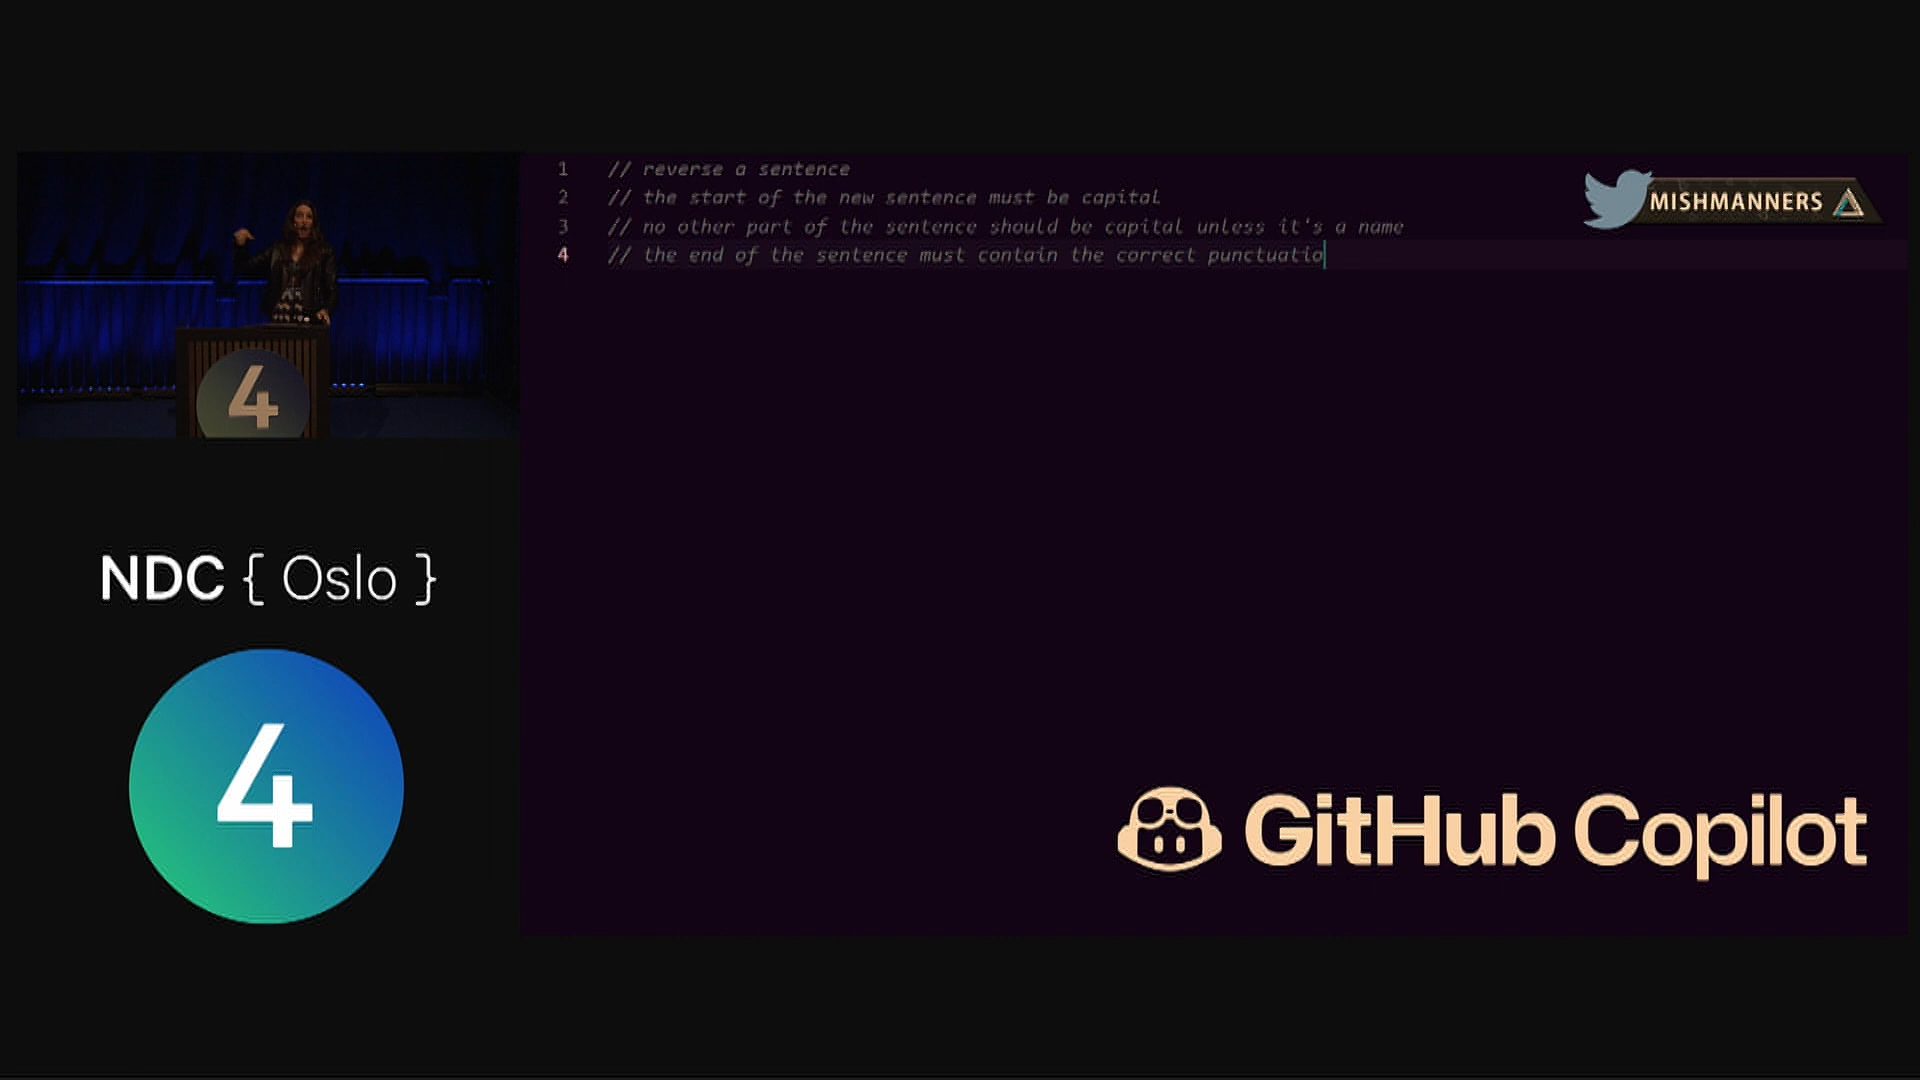 1 // reverse a sentence
2 // the start of the new sentence must be capital
3 // no other part of the sentence should be capital unless it's a name
4 // the end of the sentence must contain the correct punctuatio
MISHMANNERS
4
NDC { Oslo }
4
GitHub Copilot